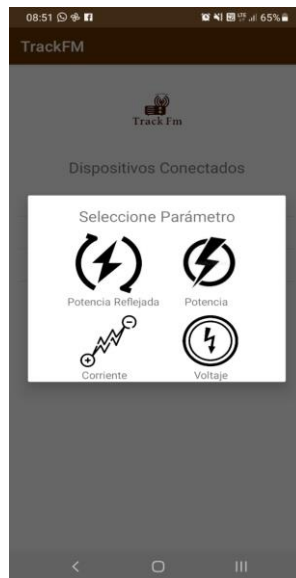 08:51 65%
TrackFM
Track Fm
Dispositivos Conectados
Seleccione Parámetro
Potencia Reflejada Potencia
Corriente Voltaje